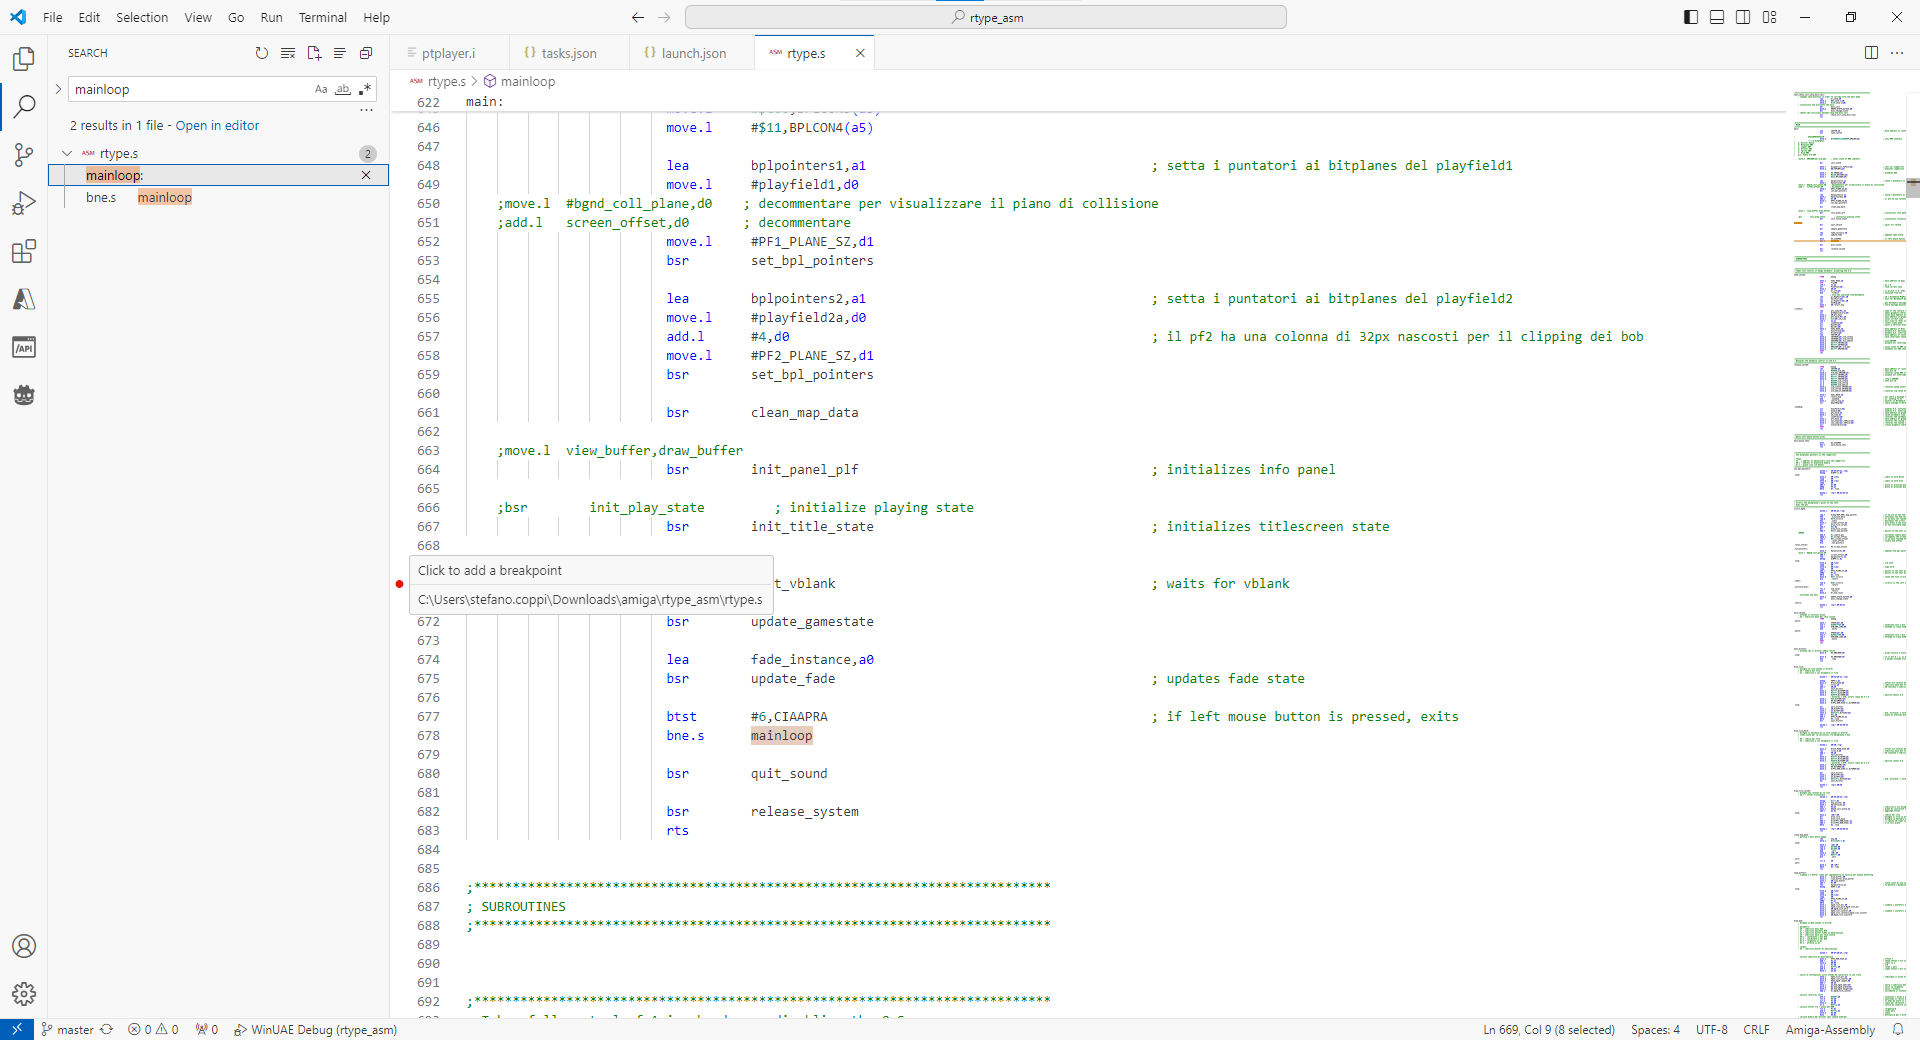 File Edit Selection View Go Run Terminal Help
rtype_asm
SEARCH
mainloop
Aa ab .*
2 results in 1 file - Open in editor
ASM rtype.s 2
mainloop:
bne.s mainloop
ptplayer.i
{} tasks.json
{} launch.json
ASM rtype.s
ASM rtype.s > mainloop
622 main:
646 move.l #$11,BPLCON4(a5)
647
648 lea bplpointers1,a1 ; setta i puntatori ai bitplanes del playfield1
649 move.l #playfield1,d0
650 ;move.l #bgnd_coll_plane,d0 ; decommentare per visualizzare il piano di collisione
651 ;add.l screen_offset,d0 ; decommentare
652 move.l #PF1_PLANE_SZ,d1
653 bsr set_bpl_pointers
654
655 lea bplpointers2,a1 ; setta i puntatori ai bitplanes del playfield2
656 move.l #playfield2a,d0
657 add.l #4,d0 ; il pf2 ha una colonna di 32px nascosti per il clipping dei bob
658 move.l #PF2_PLANE_SZ,d1
659 bsr set_bpl_pointers
660
661 bsr clean_map_data
662
663 ;move.l view_buffer,draw_buffer
664 bsr init_panel_plf ; initializes info panel
665
666 ;bsr init_play_state ; initialize playing state
667 bsr init_title_state ; initializes titlescreen state
668
Click to add a breakpoint
t_vblank ; waits for vblank
C:\Users\stefano.coppi\Downloads\amiga\rtype_asm\rtype.s
672 bsr update_gamestate
673
674 lea fade_instance,a0
675 bsr update_fade ; updates fade state
676
677 btst #6,CIAAPRA ; if left mouse button is pressed, exits
678 bne.s mainloop
679
680 bsr quit_sound
681
682 bsr release_system
683 rts
684
685
686 ;***************************************************************************
687 ; SUBROUTINES
688 ;***************************************************************************
689
690
691
692 ;***************************************************************************
/API
master 0 0 0 WinUAE Debug (rtype_asm)
Ln 669, Col 9 (8 selected) Spaces: 4 UTF-8 CRLF Amiga-Assembly